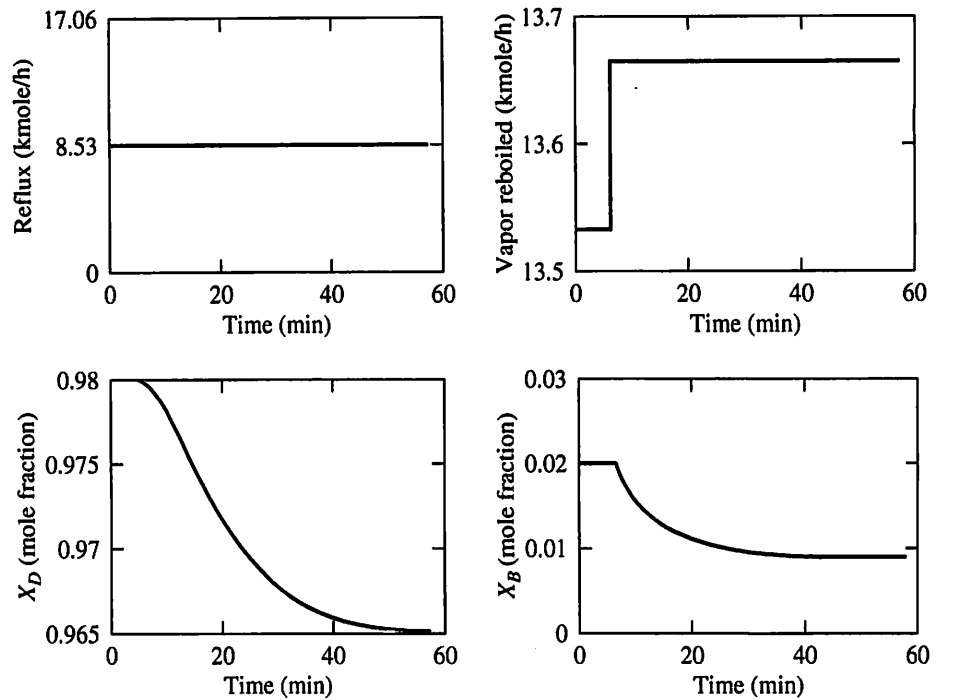 17.06
8.53
0
Reflux (kmole/h)
0 20 40 60
Time (min)
13.7
13.6
13.5
Vapor reboiled (kmole/h)
0 20 40 60
Time (min)
0.98
0.975
0.97
0.965
X_D (mole fraction)
0 20 40 60
Time (min)
0.03
0.02
0.01
0
X_B (mole fraction)
0 20 40 60
Time (min)